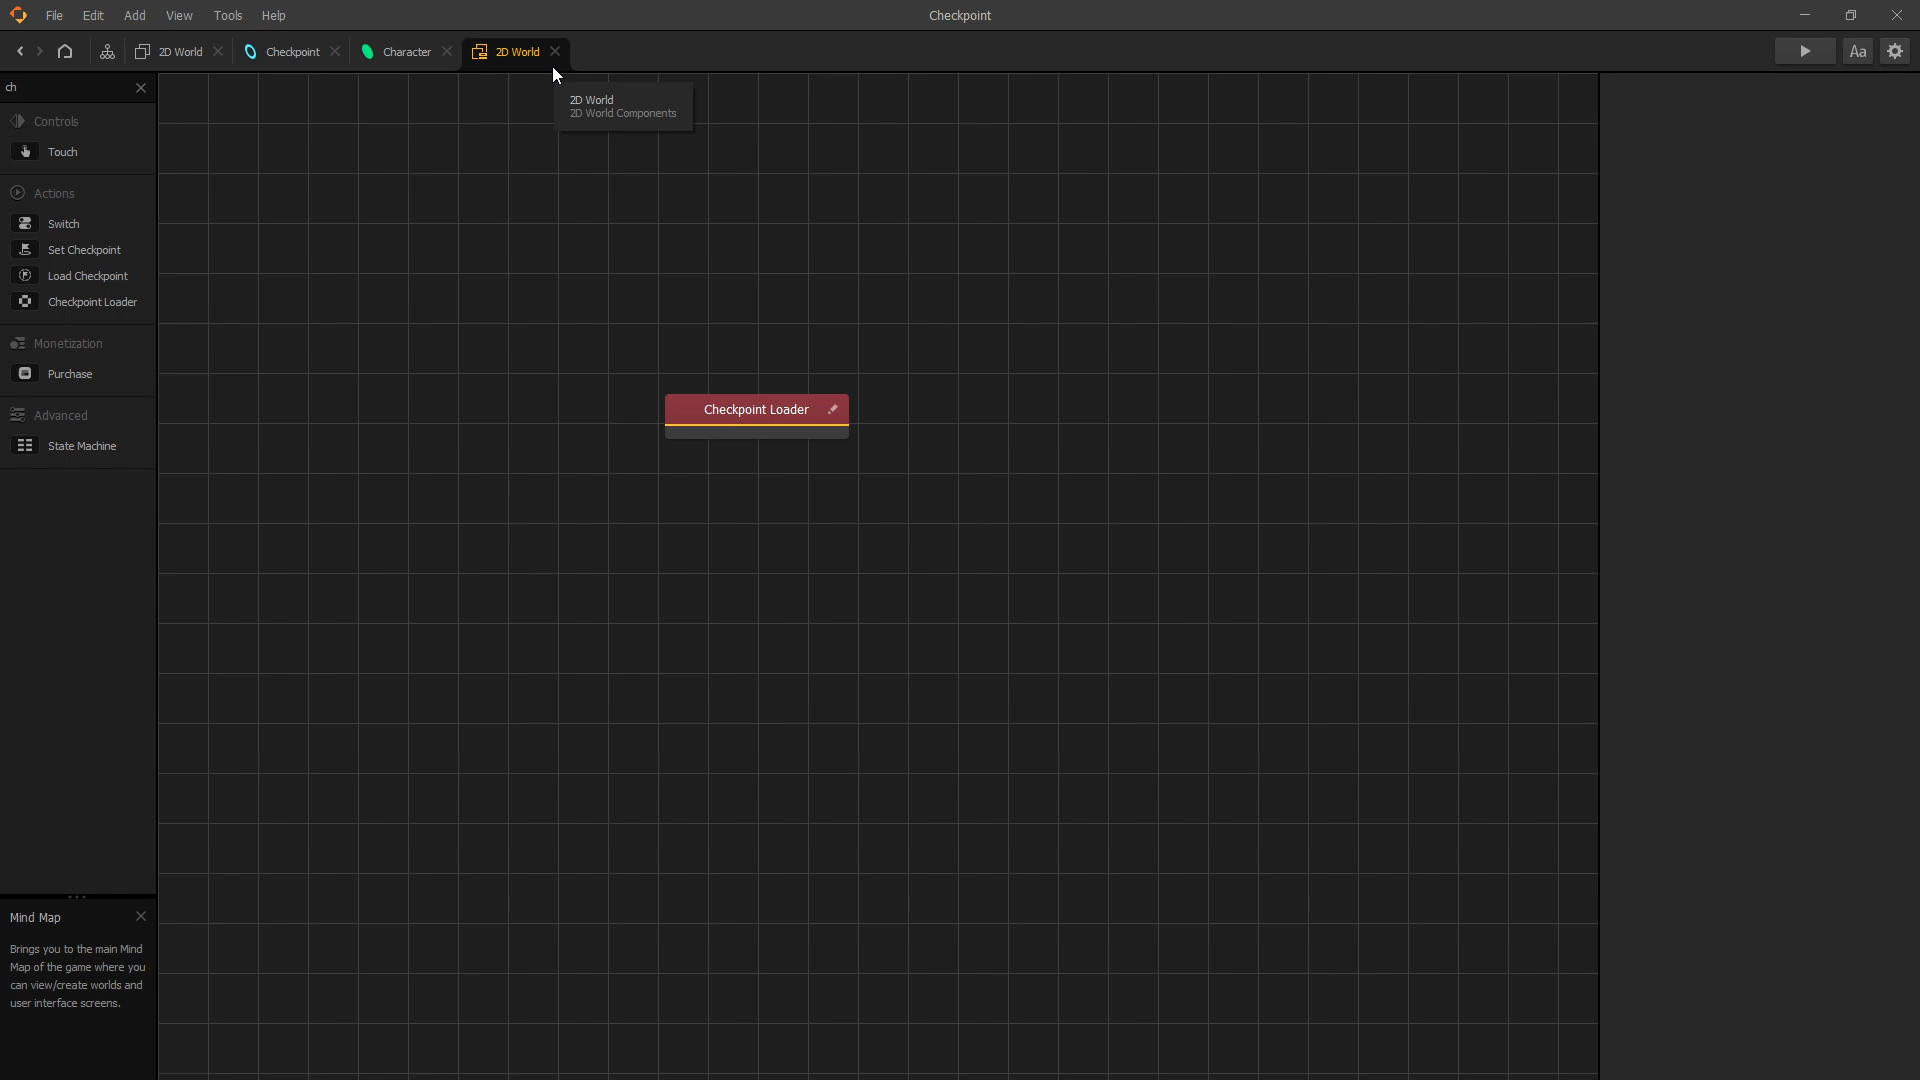 File Edit Add View Tools Help
Checkpoint
2D World Checkpoint Character 2D World
Aa
ch
2D World
2D World Components
Controls
Touch
Actions
Switch
Set Checkpoint
Load Checkpoint
Checkpoint Loader
Monetization
Purchase
Advanced
State Machine
Checkpoint Loader
Mind Map
Brings you to the main Mind
Map of the game where you
can view/create worlds and
user interface screens.